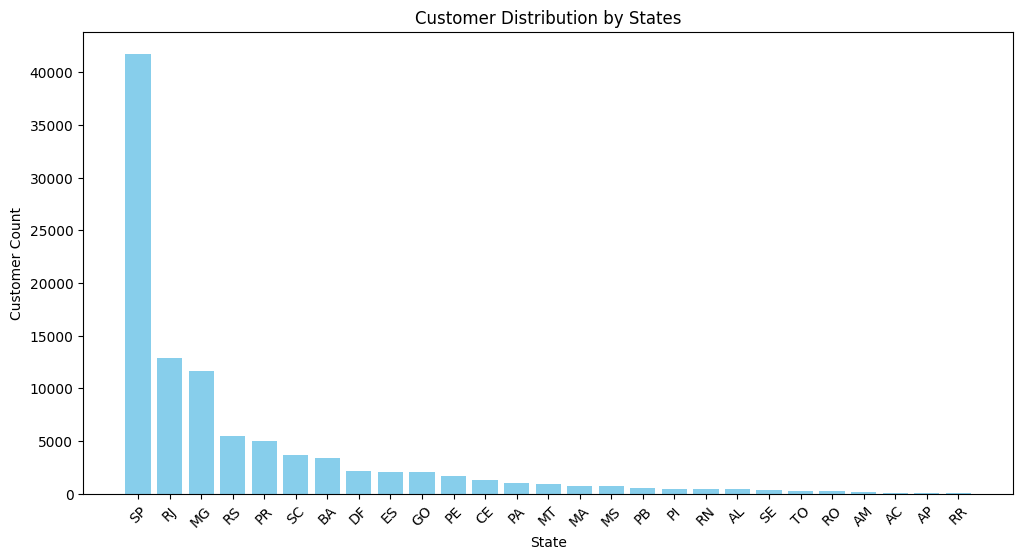 Customer Distribution by States
Customer Count
40000
35000
30000
25000
20000
15000
10000
5000
0
SP RJ MG RS PR SC BA DF ES GO PE CE PA MT MA MS PB PI RN AL SE TO RO AM AC AP RR
State